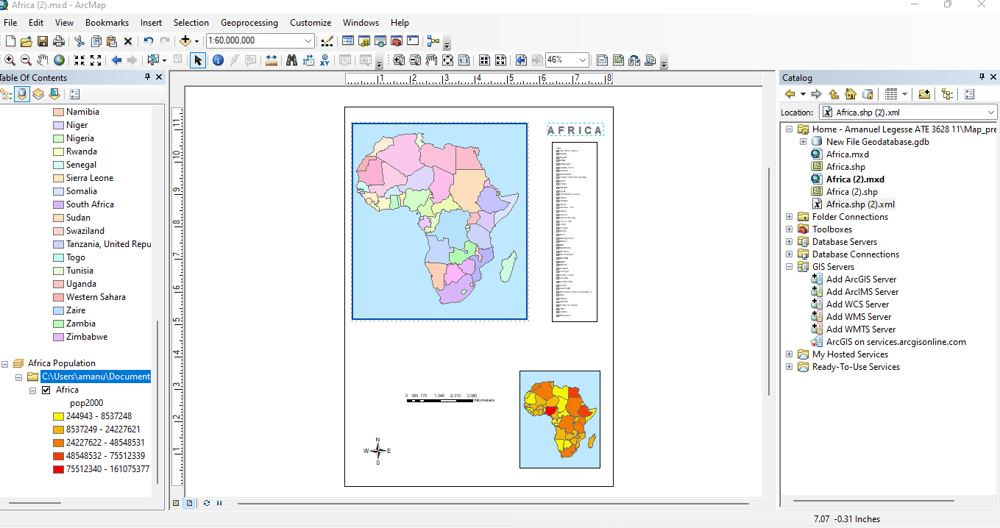 Africa (2).mxd - ArcMap
File Edit View Bookmarks Insert Selection Geoprocessing Customize Windows Help
1:60,000,000
46%
Table Of Contents
Namibia
Niger
Nigeria
Rwanda
Senegal
Sierra Leone
Somalia
South Africa
Sudan
Swaziland
Tanzania, United Repu
Togo
Tunisia
Uganda
Western Sahara
Zaire
Zambia
Zimbabwe
Africa Population
C:\Users\amanu\Document
Africa
pop2000
244943 - 8537248
8537249 - 24227621
24227622 - 48548531
48548532 - 75512339
75512340 - 161075377
1 2 3 4 5 6 7 8
11
10
9
8
7
6
5
4
3
2
1
AFRICA
0 385 770 1,540 2,310 3,080
Kilometers
N
W E
S
Catalog
Location: Africa.shp (2).xml
Home - Amanuel Legesse ATE 3628 11\Map_pre
New File Geodatabase.gdb
Africa.mxd
Africa.shp
Africa (2).mxd
Africa (2).shp
Africa.shp (2).xml
Folder Connections
Toolboxes
Database Servers
Database Connections
GIS Servers
Add ArcGIS Server
Add ArcIMS Server
Add WCS Server
Add WMS Server
Add WMTS Server
ArcGIS on services.arcgisonline.com
My Hosted Services
Ready-To-Use Services
7.07 -0.31 Inches